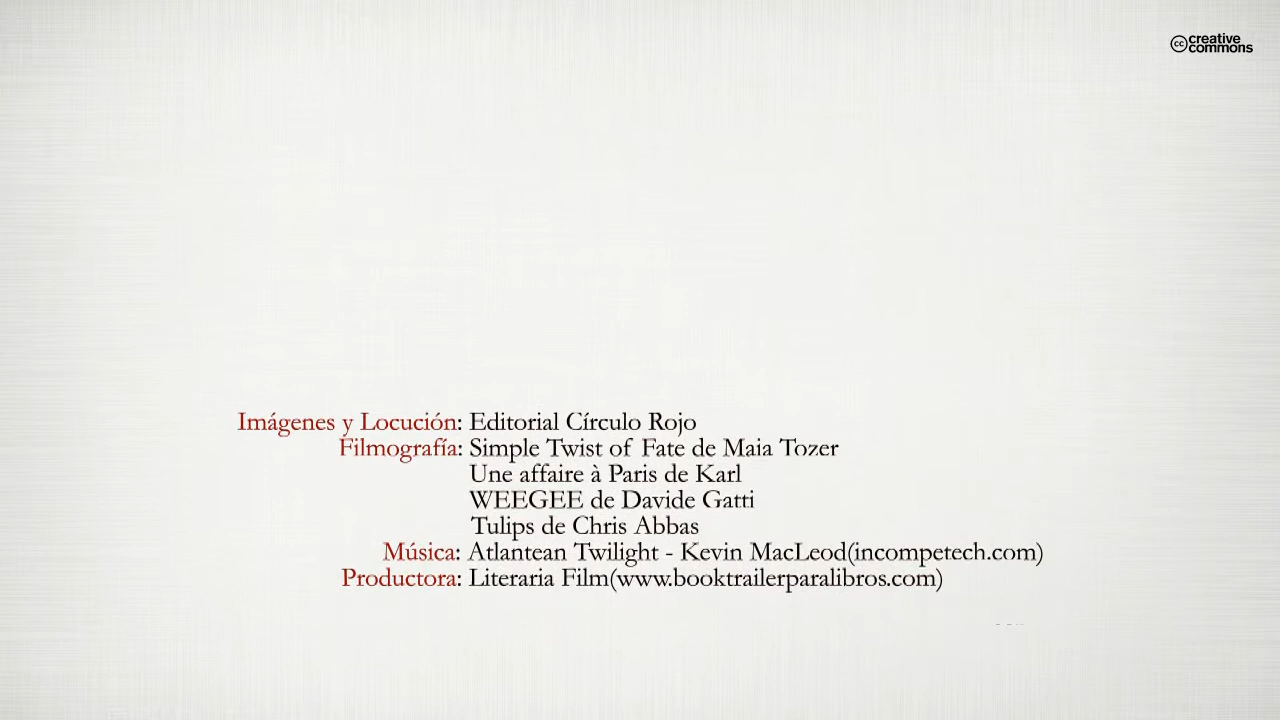 cc creative
commons
Imágenes y Locución: Editorial Círculo Rojo
Filmografía: Simple Twist of Fate de Maia Tozer
Une affaire à Paris de Karl
WEEGEE de Davide Gatti
Tulips de Chris Abbas
Música: Atlantean Twilight - Kevin MacLeod(incompetech.com)
Productora: Literaria Film(www.booktrailerparalibros.com)